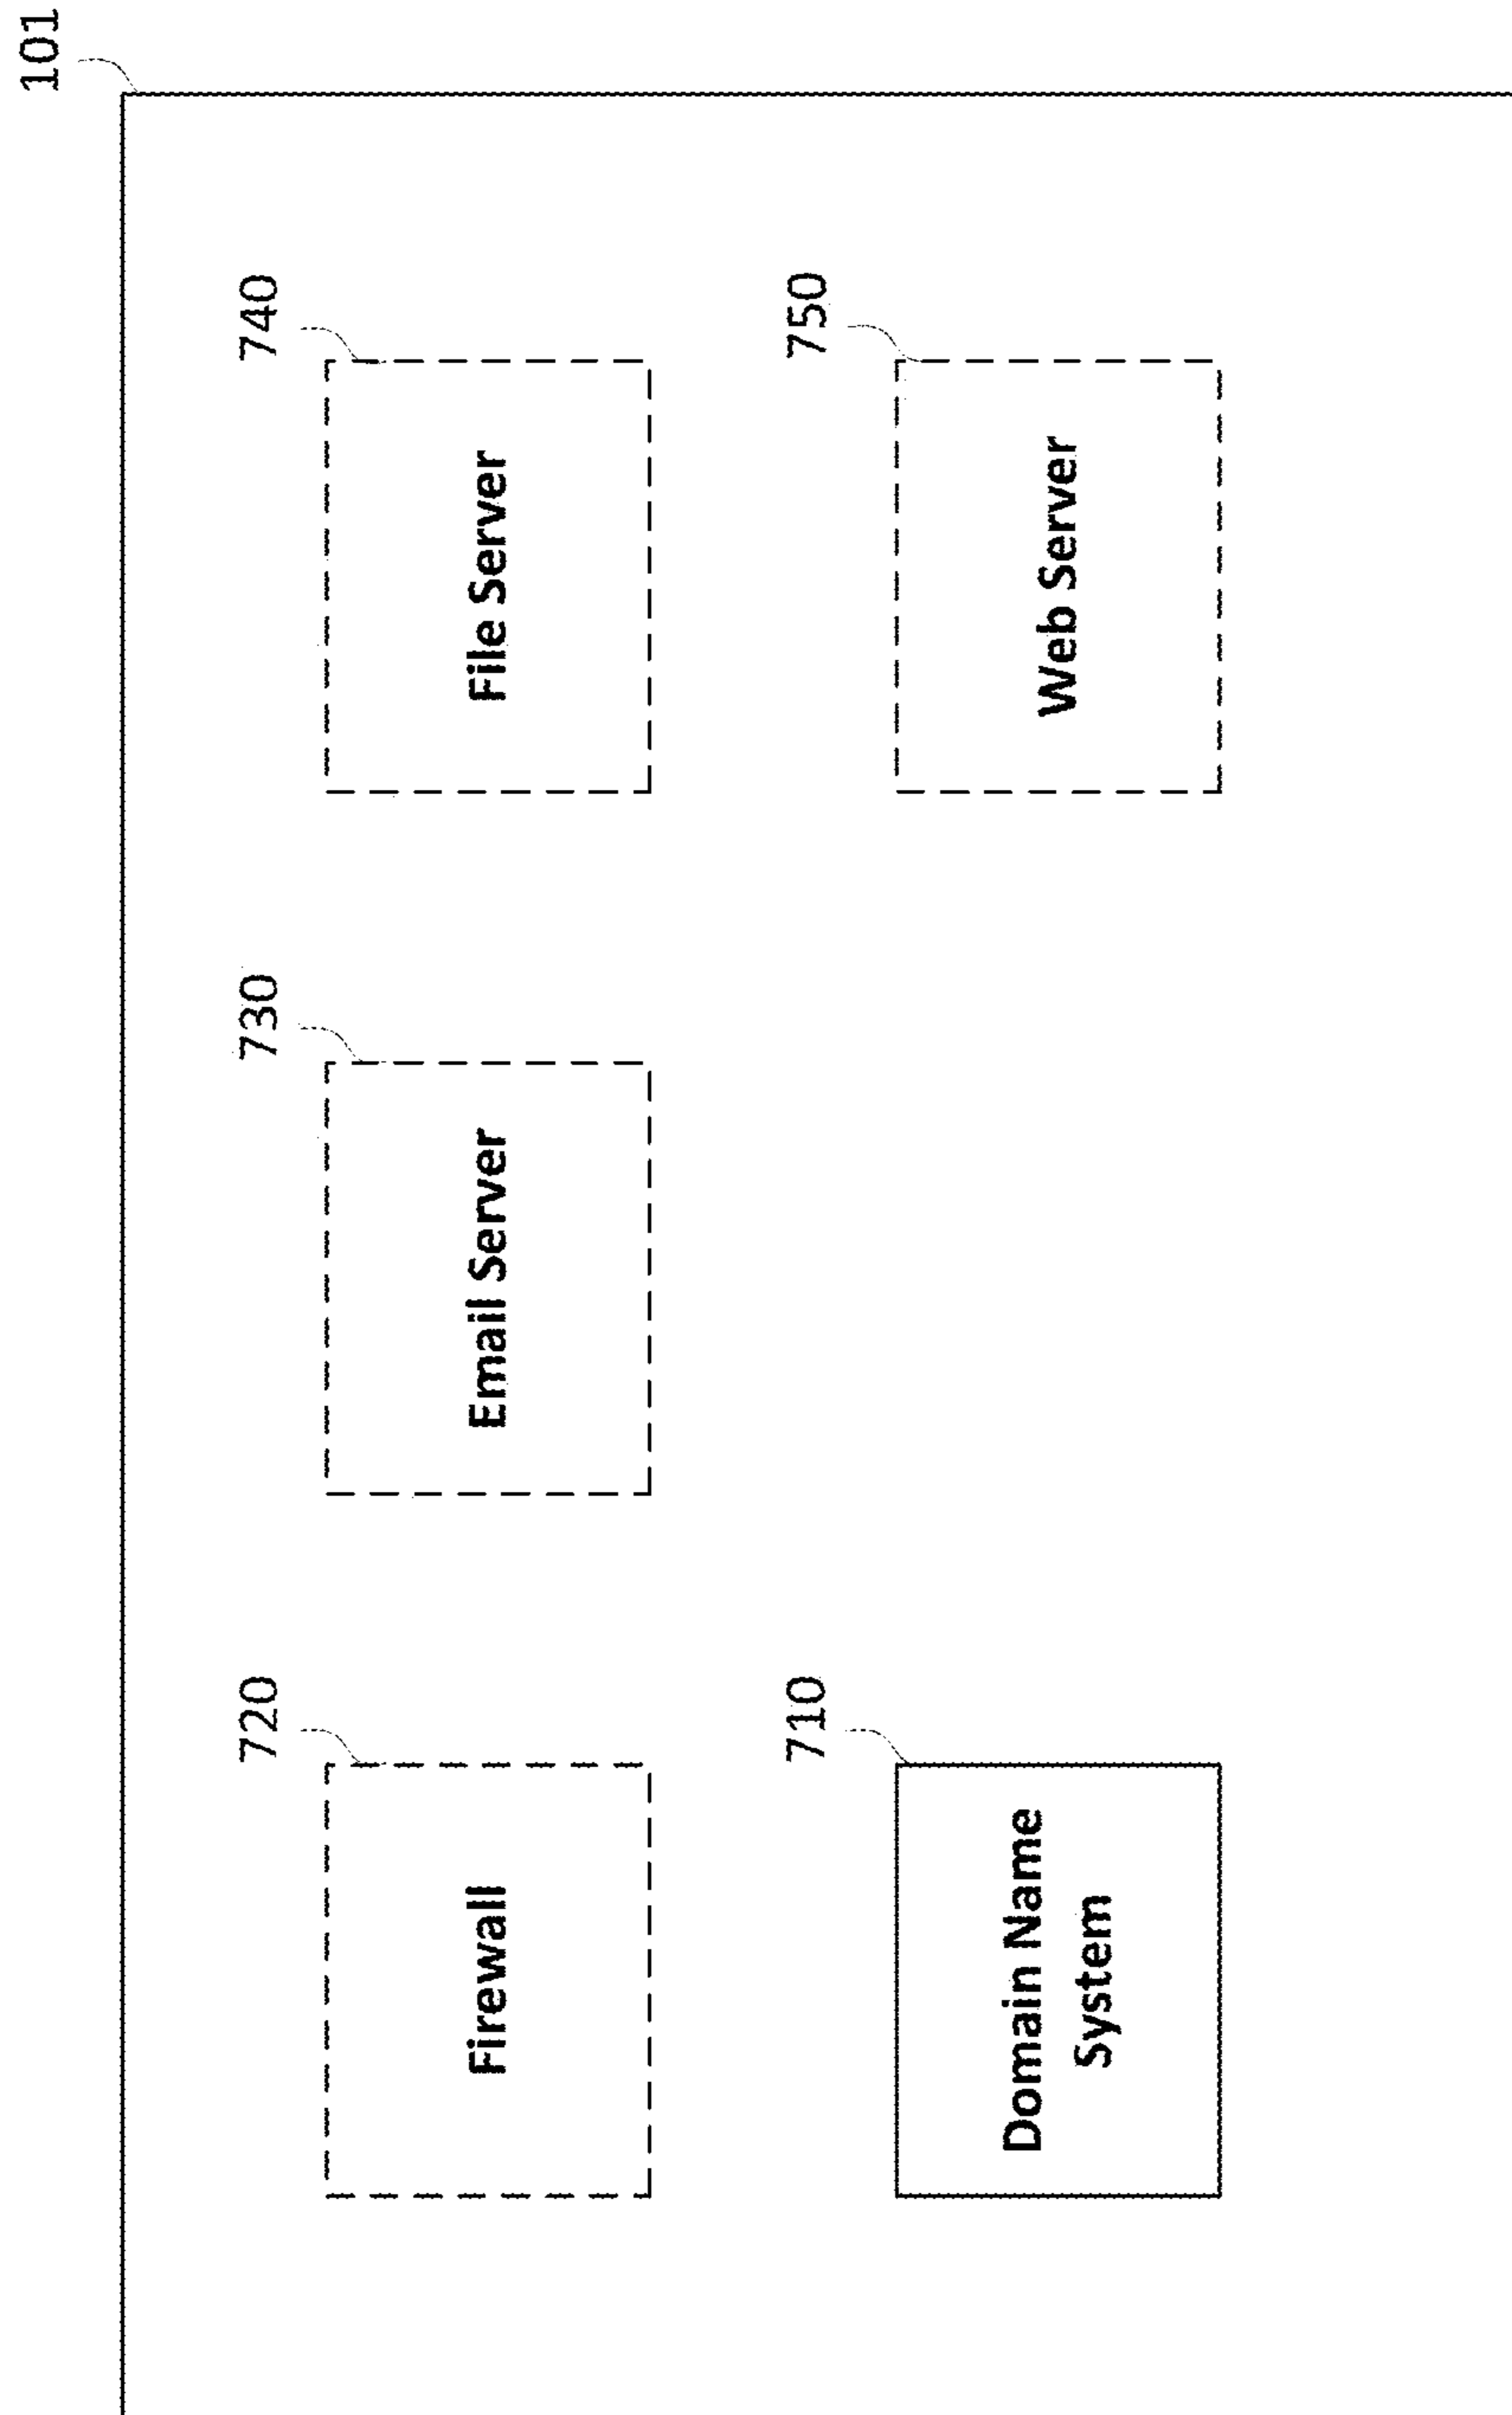 101
720
730
740
Firewall
Email Server
File Server
710
750
Domain Name
System
Web Server